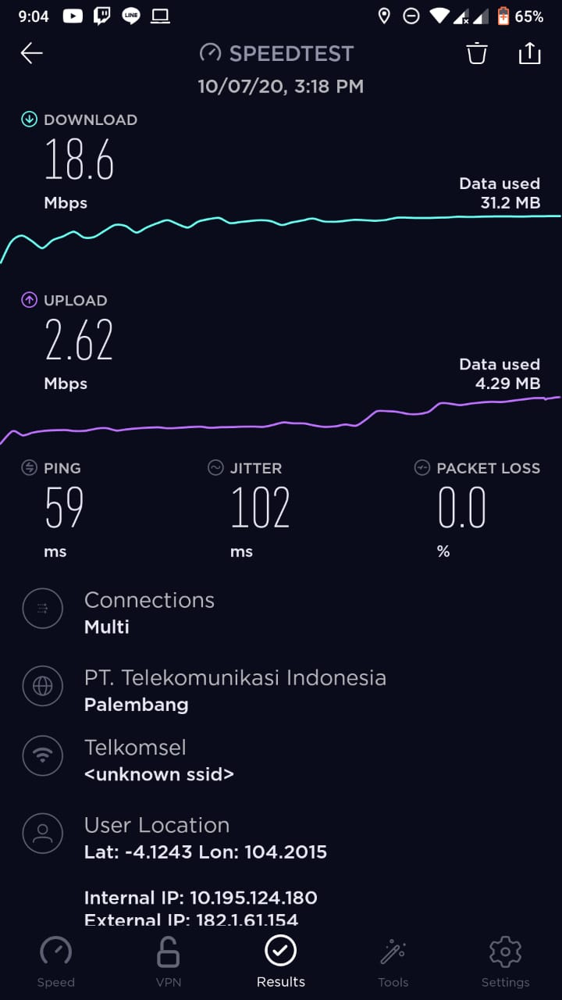 9:04 LINE 65%
SPEEDTEST
10/07/20, 3:18 PM
DOWNLOAD
18.6
Mbps
Data used
31.2 MB
UPLOAD
2.62
Mbps
Data used
4.29 MB
PING JITTER PACKET LOSS
59 102 0.0
ms ms %
Connections
Multi
PT. Telekomunikasi Indonesia
Palembang
Telkomsel
<unknown ssid>
User Location
Lat: -4.1243 Lon: 104.2015
Internal IP: 10.195.124.180
External IP: 182.1.61.154
Speed VPN Results Tools Settings